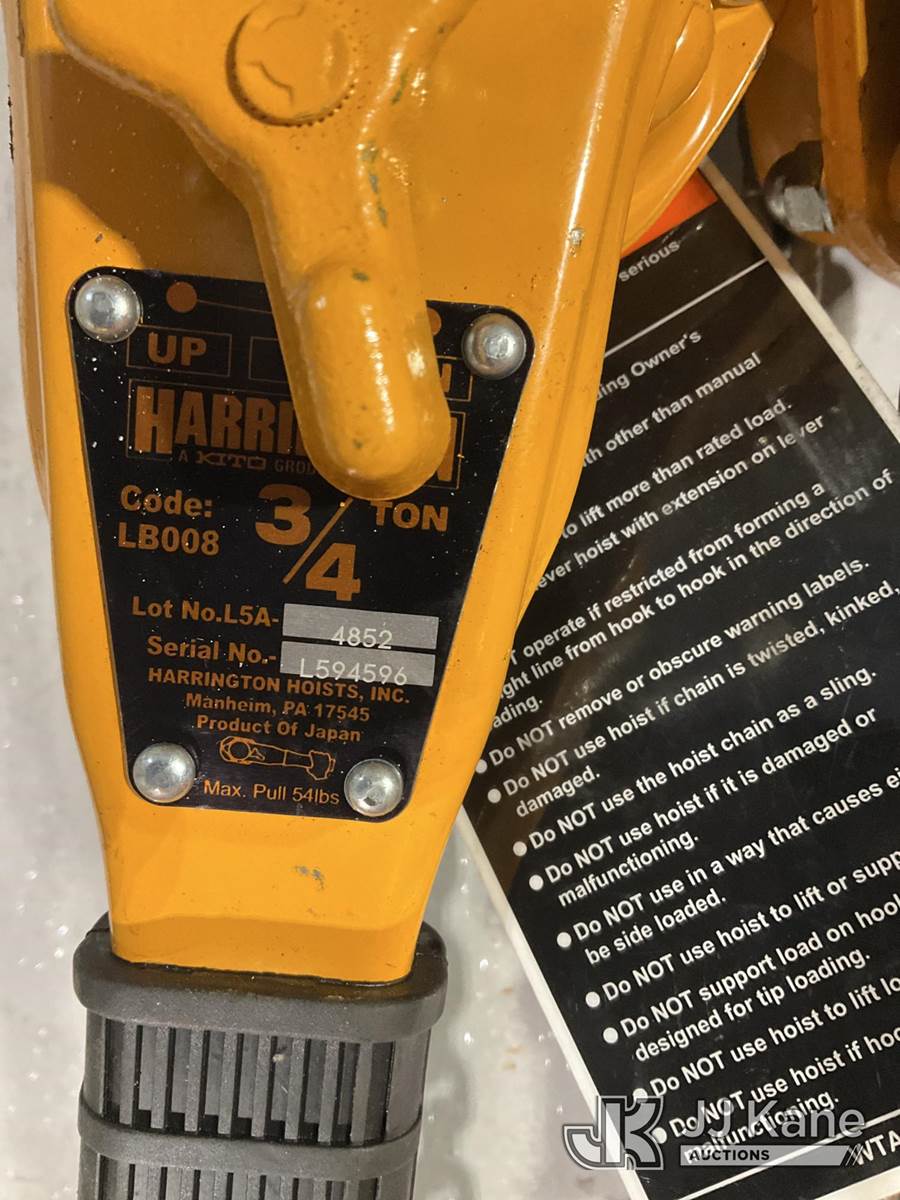 UP
HARRIN
A KITO GRO
Code:
LB008
3/4 TON
Lot No.L5A-
4852
Serial No.-
L594596
HARRINGTON HOISTS, INC.
Manheim, PA 17545
Product Of Japan
Max. Pull 54lbs
serious
ing Owner's
other than manual
to lift more than rated load.
ever hoist with extension on lever
operate if restricted from forming a
ght line from hook to hook in the direction of
ading.
● Do NOT remove or obscure warning labels.
● Do NOT use hoist if chain is twisted, kinked,
damaged.
● Do NOT use the hoist chain as a sling.
● Do NOT use hoist if it is damaged or
malfunctioning.
● Do NOT use in a way that causes ei
be side loaded.
● Do NOT use hoist to lift or supp
● Do NOT support load on hook
designed for tip loading.
● Do NOT use hoist to lift lo
● Do NOT use hoist if hoo
malfunctioning.
NTA
JK JJ Kane
AUCTIONS